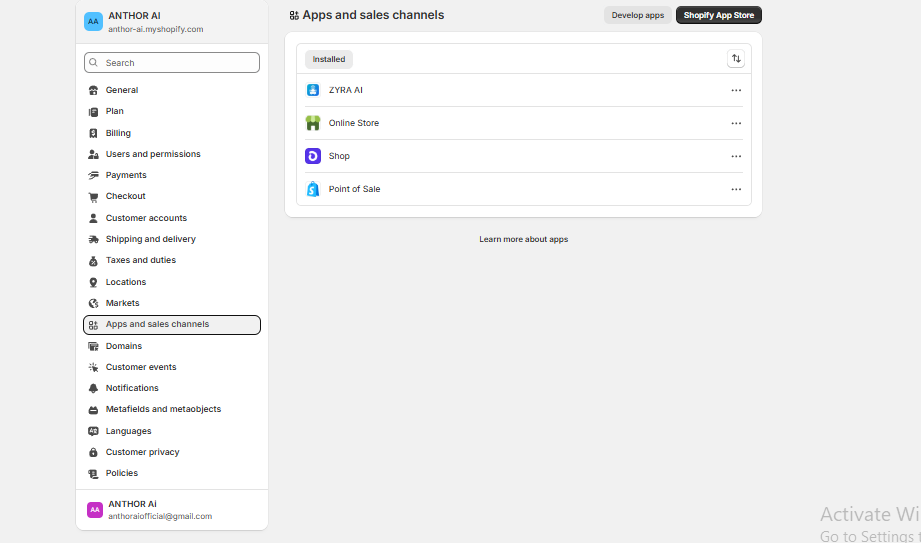 AA
ANTHOR AI
anthor-ai.myshopify.com
Search
General
Plan
Billing
Users and permissions
Payments
Checkout
Customer accounts
Shipping and delivery
Taxes and duties
Locations
Markets
Apps and sales channels
Domains
Customer events
Notifications
Metafields and metaobjects
Languages
Customer privacy
Policies
AA
ANTHOR Aİ
anthoraiofficial@gmail.com
Apps and sales channels
Develop apps
Shopify App Store
Installed
ZYRA AI
Online Store
Shop
Point of Sale
Learn more about apps
Activate Wi
Go to Settings t